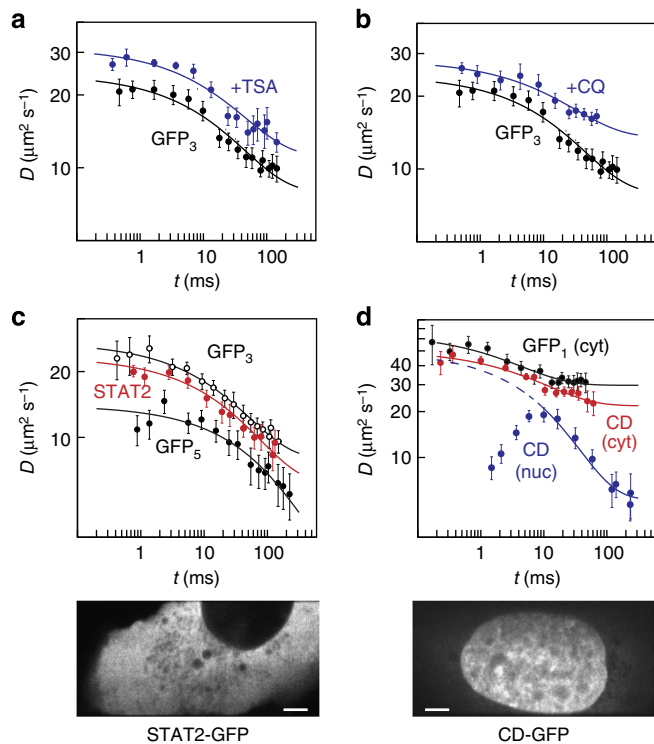 a
b
30
20
10
D (μm² s⁻¹)
+TSA
GFP₃
1
10
100
t (ms)
30
20
10
D (μm² s⁻¹)
+CQ
GFP₃
1
10
100
t (ms)
c
d
20
10
D (μm² s⁻¹)
GFP₃
STAT2
GFP₅
1
10
100
t (ms)
40
30
20
10
D (μm² s⁻¹)
GFP₁ (cyt)
CD
(cyt)
CD
(nuc)
1
10
100
t (ms)
STAT2-GFP
CD-GFP